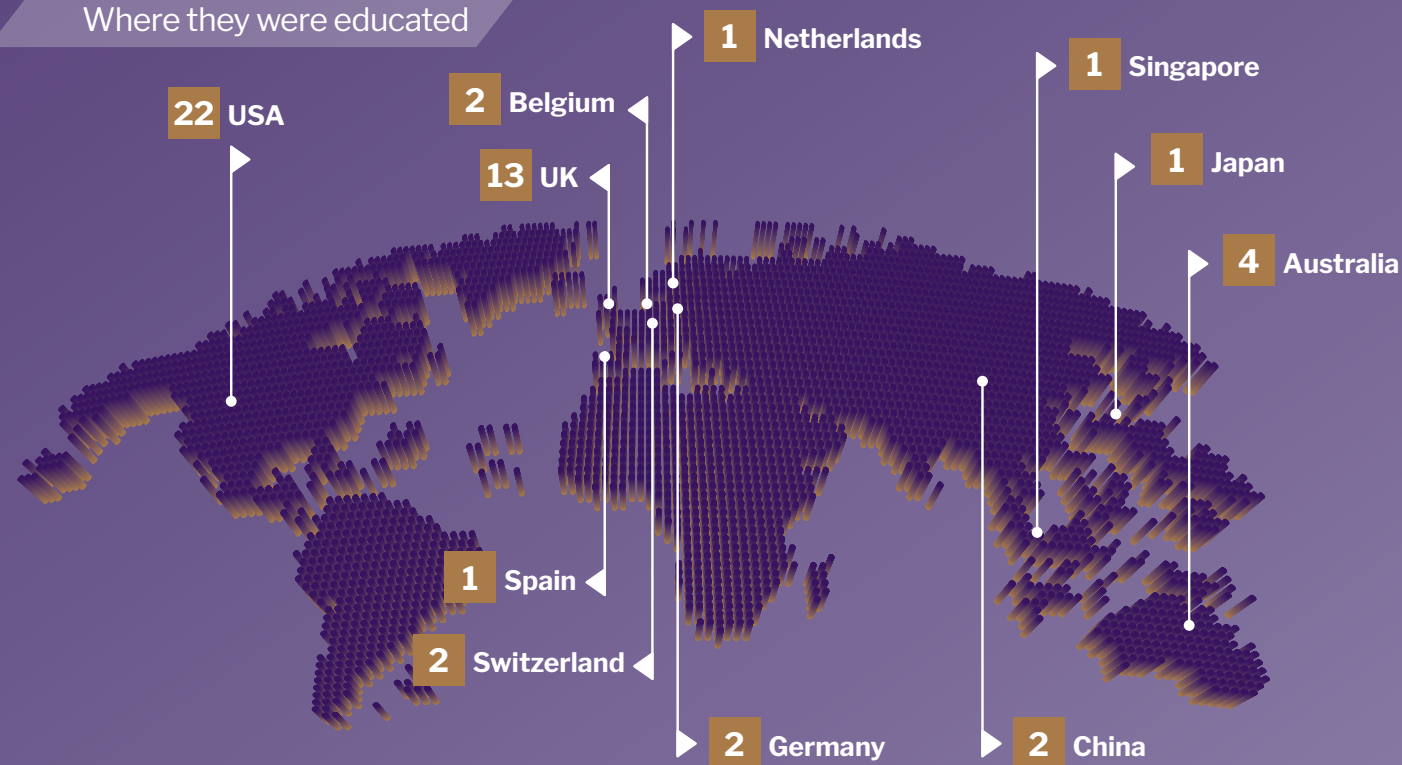 Where they were educated
1 Netherlands
1 Singapore
2 Belgium
22 USA
1 Japan
13 UK
4 Australia
1 Spain
2 Switzerland
2 Germany
2 China